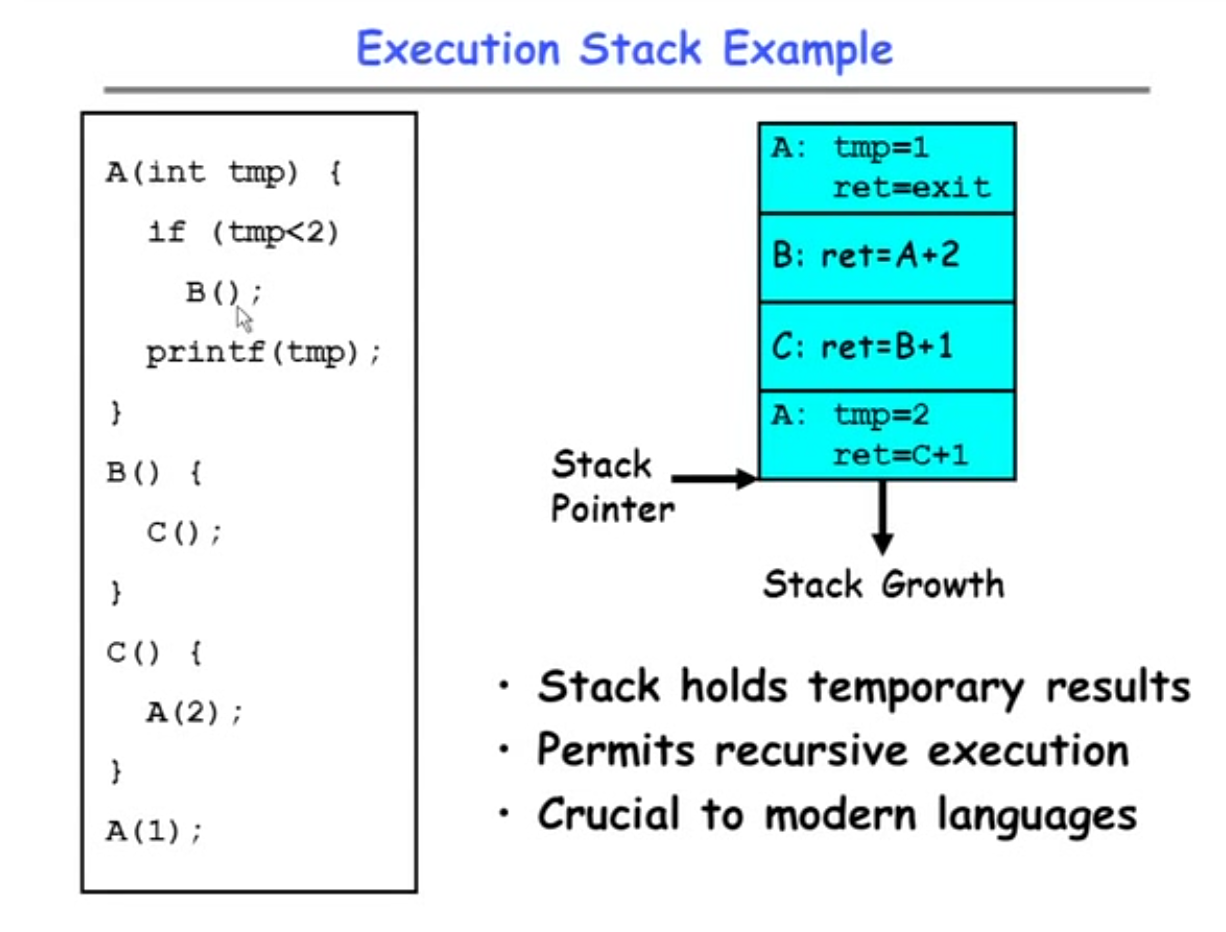 Execution Stack Example
A(int tmp) {
if (tmp<2)
B();
printf(tmp);
}
B() {
C();
}
C() {
A(2);
}
A(1);
A: tmp=1
ret=exit
B: ret=A+2
C: ret=B+1
A: tmp=2
ret=C+1
Stack
Pointer
Stack Growth
• Stack holds temporary results
• Permits recursive execution
• Crucial to modern languages